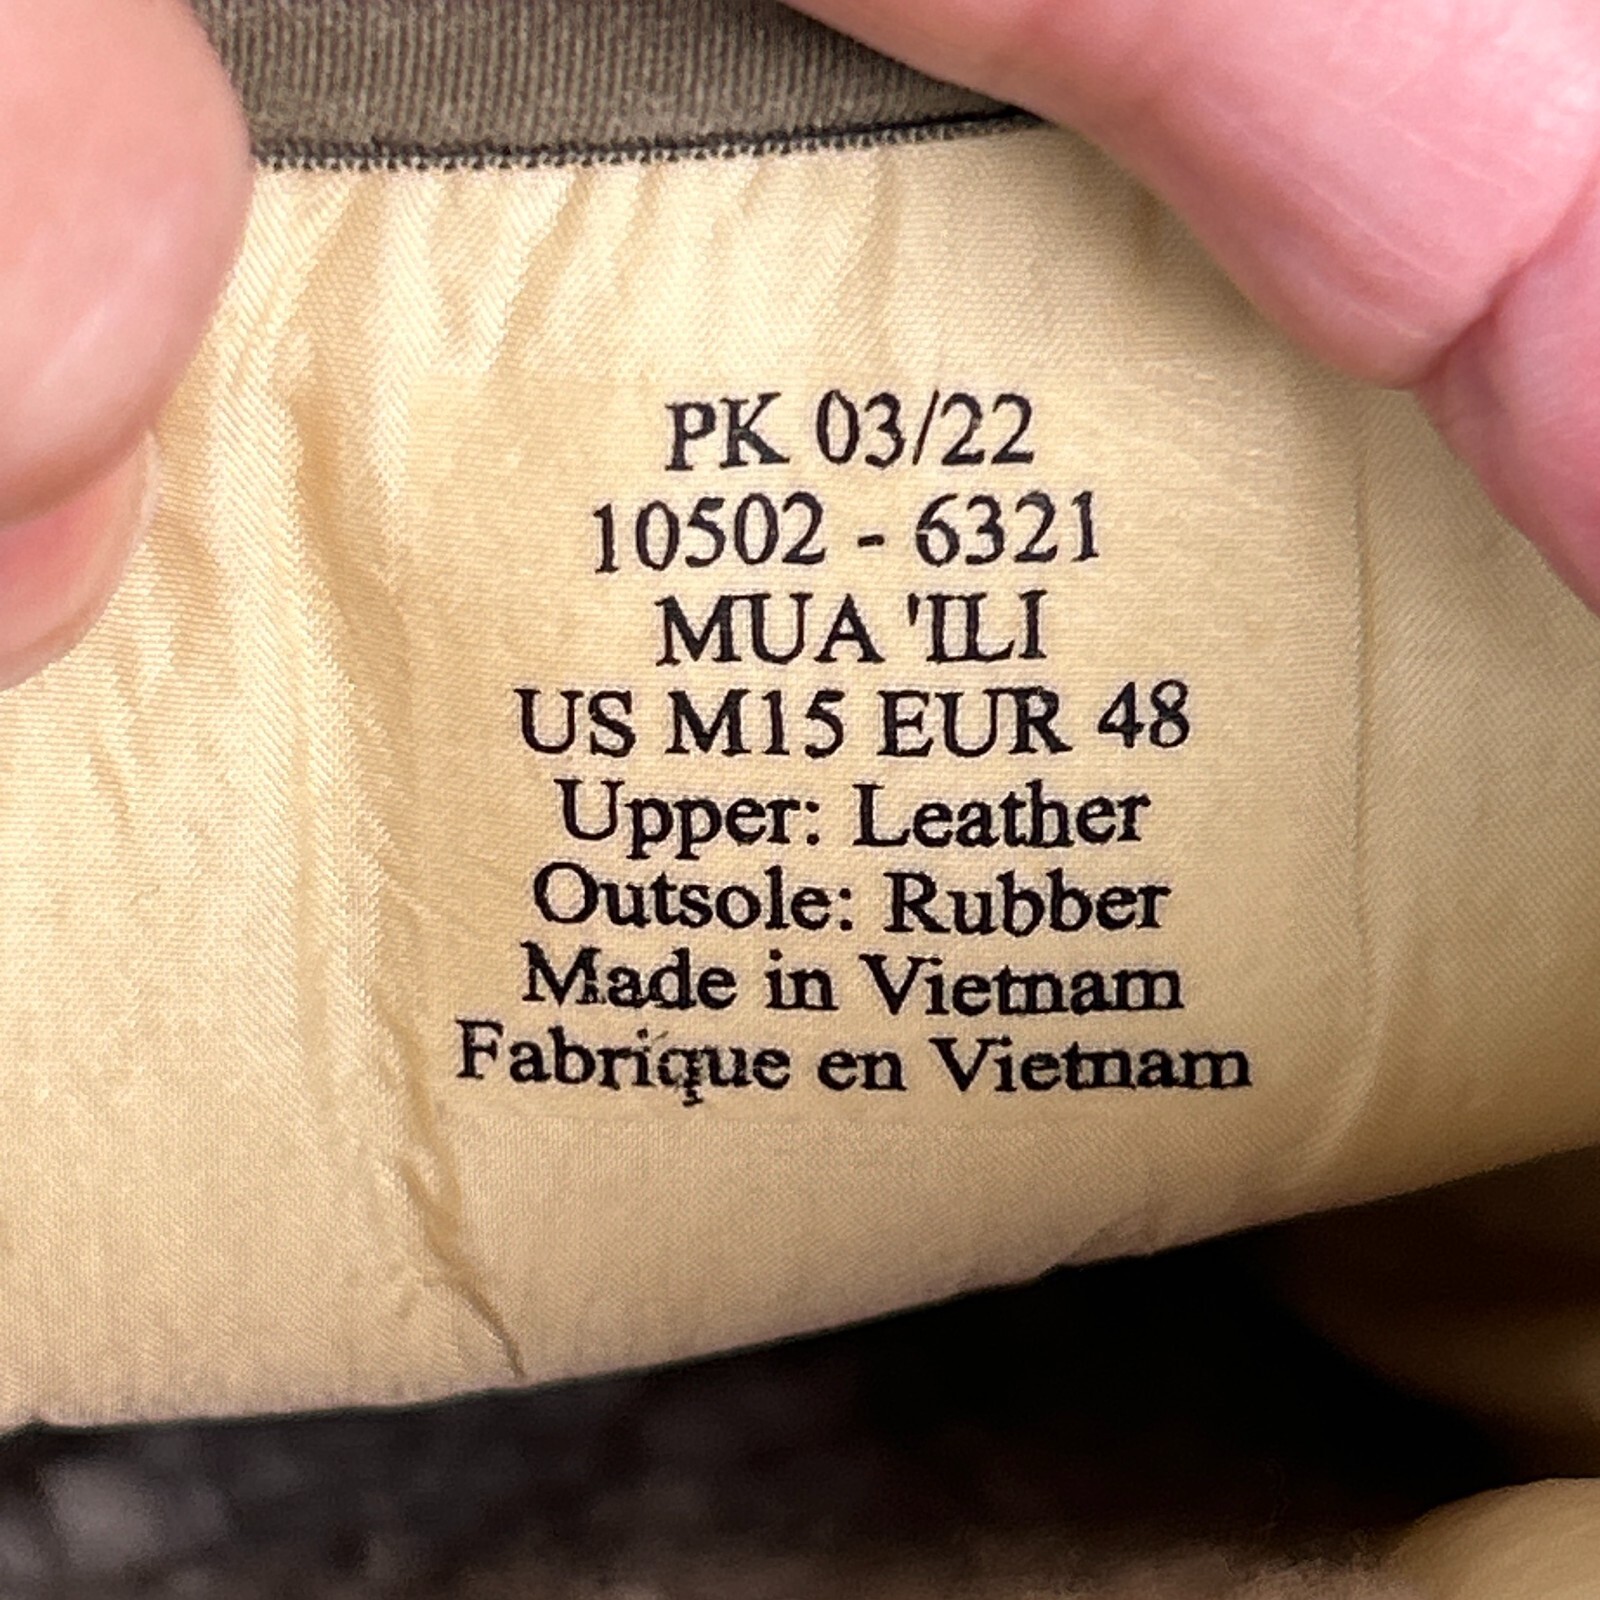 PK 03/22
10502 - 6321
MUA 'ILI
US M15 EUR 48
Upper: Leather
Outsole: Rubber
Made in Vietnam
Fabrique en Vietnam